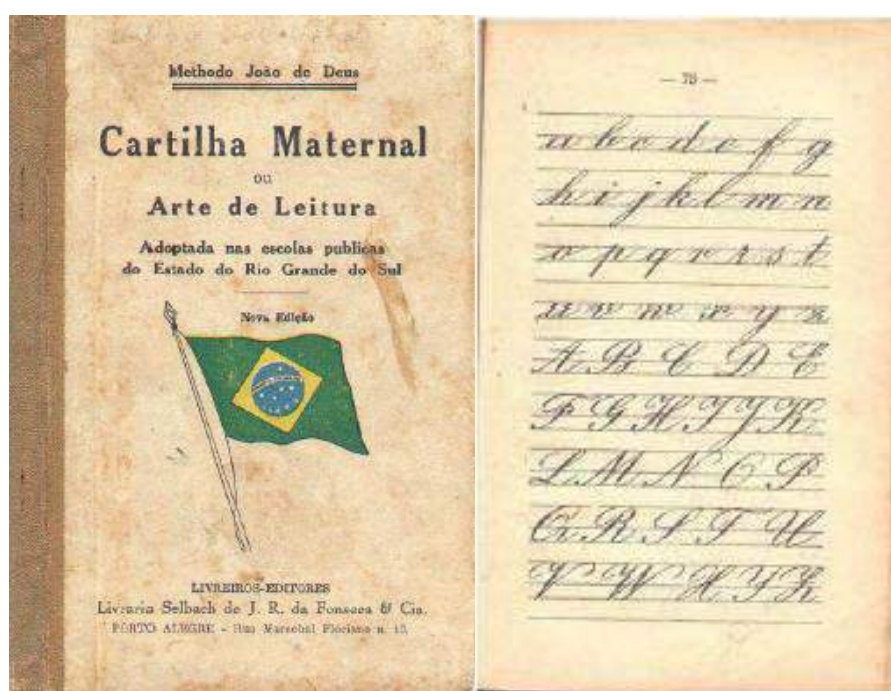 Methodo João de Deus
Cartilha Maternal
ou
Arte de Leitura
Adoptada nas escolas publicas
do Estado do Rio Grande do Sul
Nova Edição
LIVREIROS-EDITORES
Livraria Selbach de J. R. da Fonseca & Cia.
PORTO ALEGRE - Rua Marechal Floriano n.
a b c d e f g
h i j k l m n
o p q r s t
u v w x y z
A B C D E
F G H I J K
L M N O P
Q R S T U
V W X Y Z